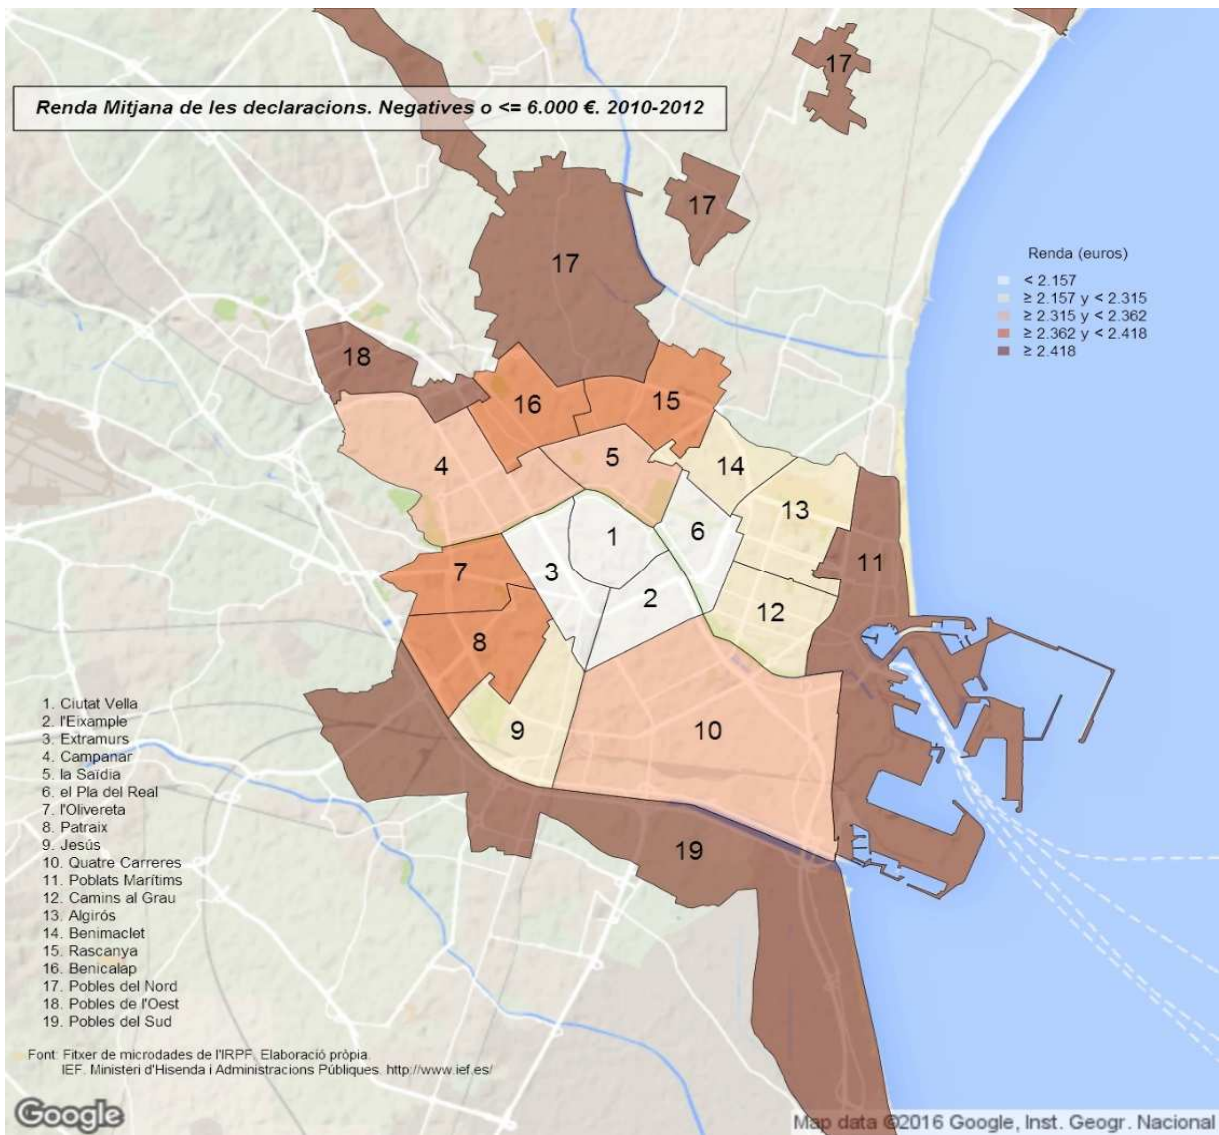 17
Renda Mitjana de les declaracions. Negatives o <= 6.000 €. 2010-2012
17
17
Renda (euros)
< 2.157
≥ 2.157 y < 2.315
≥ 2.315 y < 2.362
≥ 2.362 y < 2.418
≥ 2.418
18
16
15
4
5
14
13
6
1
3
7
11
2
12
8
9
10
19
1. Ciutat Vella
2. l'Eixample
3. Extramurs
4. Campanar
5. la Saïdia
6. el Pla del Real
7. l'Olivereta
8. Patraix
9. Jesús
10. Quatre Carreres
11. Poblats Marítims
12. Camins al Grau
13. Algirós
14. Benimaclet
15. Rascanya
16. Benicalap
17. Pobles del Nord
18. Pobles de l'Oest
19. Pobles del Sud
Font: Fitxer de microdades de l'IRPF. Elaboració pròpia.
IEF. Ministeri d'Hisenda i Administracions Públiques. http://www.ief.es/
Google
Map data ©2016 Google, Inst. Geogr. Nacional